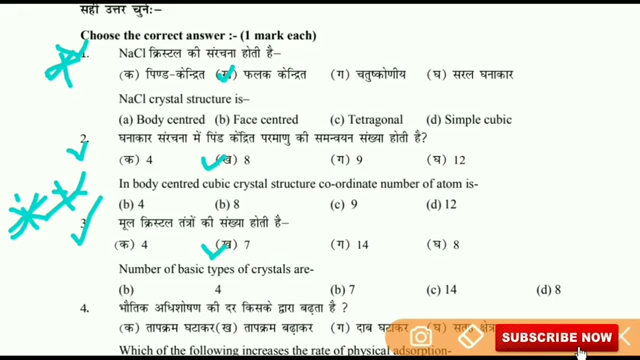 सही उत्तर चुनें:-
Choose the correct answer :- (1 mark each)
1. NaCl क्रिस्टल की संरचना होती है–
(क) पिण्ड-केन्द्रित (ख) फलक केन्द्रित (ग) चतुष्कोणीय (घ) सरल घनाकार
NaCl crystal structure is-
(a) Body centred (b) Face centred (c) Tetragonal (d) Simple cubic
2. घनाकार संरचना में पिंड केंद्रित परमाणु की समन्वयन संख्या होती है?
(क) 4 (ख) 8 (ग) 9 (घ) 12
In body centred cubic crystal structure co-ordinate number of atom is-
(b) 4 (b) 8 (c) 9 (d) 12
3. मूल क्रिस्टल तंत्रों की संख्या होती है–
(क) 4 (ख) 7 (ग) 14 (घ) 8
Number of basic types of crystals are-
(b) 4 (b) 7 (c) 14 (d) 8
4. भौतिक अधिशोषण की दर किसके द्वारा बढ़ता है ?
(क) तापक्रम घटाकर (ख) तापक्रम बढ़ाकर (ग) दाब घटाकर (घ) सतह
SUBSCRIBE NOW
Which of the following increases the rate of physical adsorption-